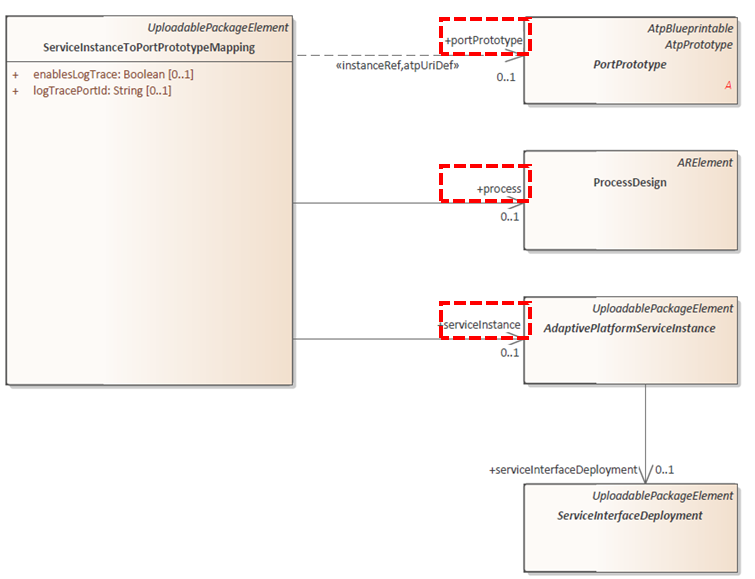 UploadablePackageElement
ServiceInstanceToPortPrototypeMapping
+ enablesLogTrace: Boolean [0..1]
+ logTracePortId: String [0..1]
+portPrototype
«instanceRef,atpUriDef»
0..1
AtpBlueprintable
AtpPrototype
PortPrototype
A
+process
0..1
ARElement
ProcessDesign
+serviceInstance
0..1
UploadablePackageElement
AdaptivePlatformServiceInstance
+serviceInterfaceDeployment
0..1
UploadablePackageElement
ServiceInterfaceDeployment